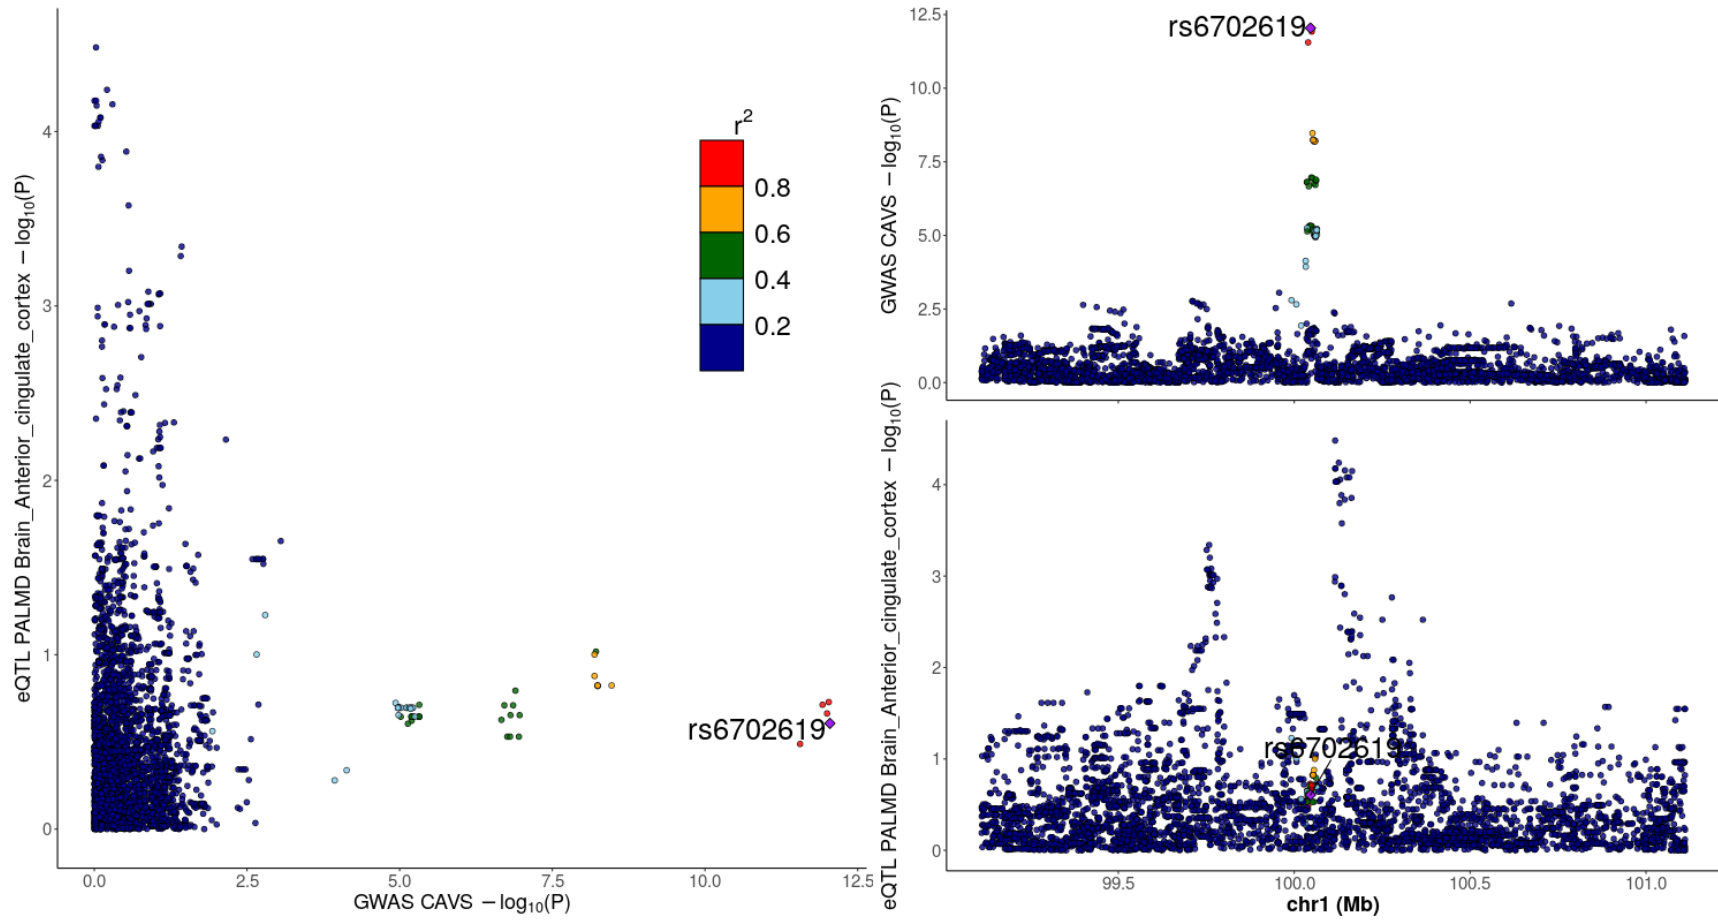 eQTL PALMD Brain_Anterior_cingulate_cortex −log10(P)
4
3
2
1
0
r2
0.8
0.6
0.4
0.2
rs6702619
0.0 2.5 5.0 7.5 10.0 12.5
GWAS CAVS −log10(P)
GWAS CAVS −log10(P)
12.5
10.0
7.5
5.0
2.5
0.0
rs6702619
eQTL PALMD Brain_Anterior_cingulate_cortex −log10(P)
4
3
2
1
0
rs6702619
99.5 100.0 100.5 101.0
chr1 (Mb)